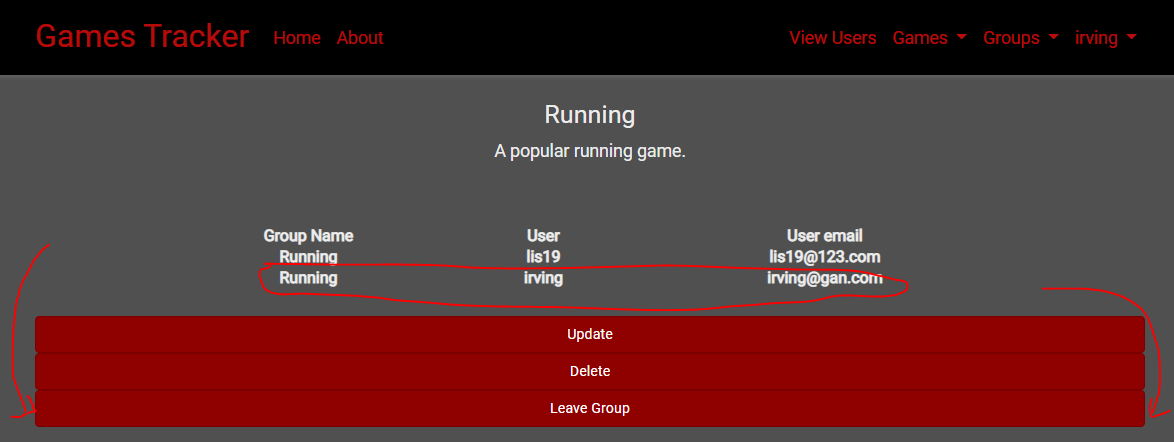 Games Tracker Home About View Users Games Groups irving
Running
A popular running game.
Group Name User User email
Running lis19 lis19@123.com
Running irving irving@gan.com
Update
Delete
Leave Group